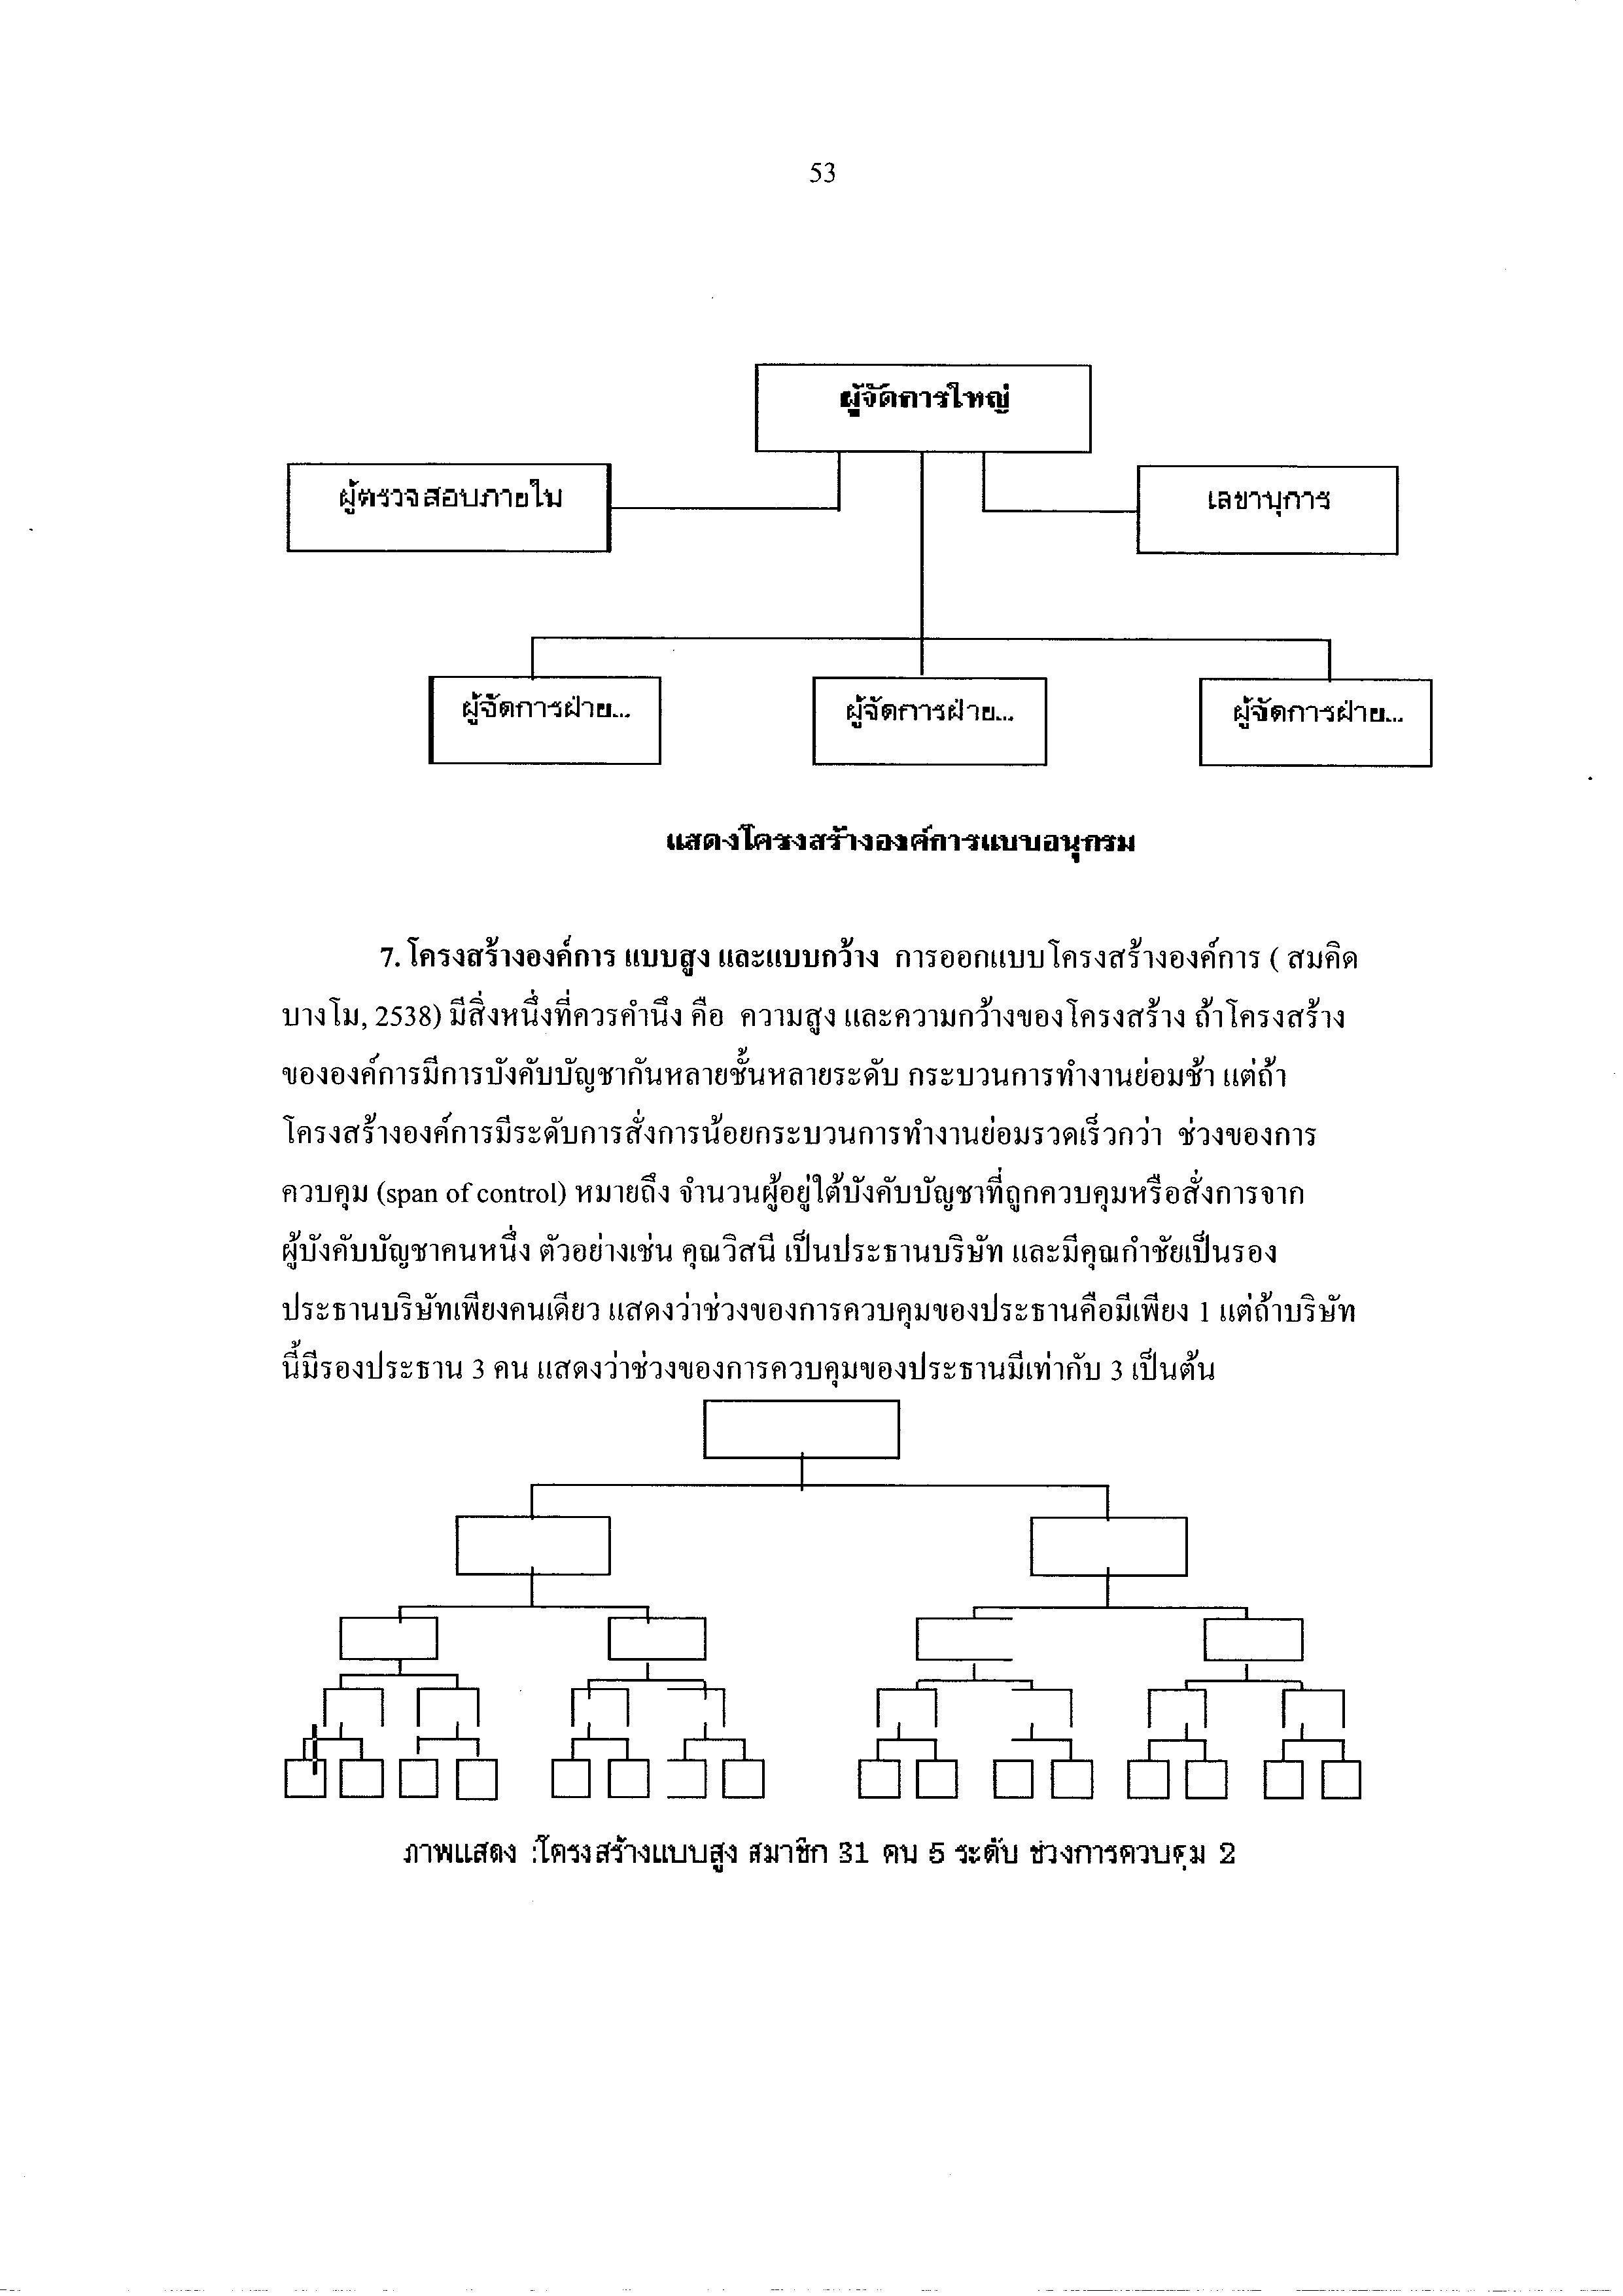 53
ผู้จัดการใหญ่
ผู้ตรวจสอบภายใน
เลขานุการ
ผู้จัดการฝ่าย...
ผู้จัดการฝ่าย...
ผู้จัดการฝ่าย...
แสดงโครงสร้างองค์การแบบอนุกรม
7. โครงสร้างองค์การ แบบสูง และแบบกว้าง การออกแบบโครงสร้างองค์การ ( สมคิด
บางโม, 2538) มีสิ่งหนึ่งที่ควรคำนึง คือ ความสูง และความกว้างของโครงสร้าง ถ้าโครงสร้าง
ขององค์การมีการบังคับบัญชากันหลายชั้นหลายระดับ กระบวนการทำงานย่อมช้า แต่ถ้า
โครงสร้างองค์การมีระดับการสั่งการน้อยกระบวนการทำงานย่อมรวดเร็วกว่า ช่วงของการ
ควบคุม (span of control) หมายถึง จำนวนผู้อยู่ใต้บังคับบัญชาที่ถูกควบคุมหรือสั่งการจาก
ผู้บังคับบัญชาคนหนึ่ง ตัวอย่างเช่น คุณวิสนี เป็นประธานบริษัท และมีคุณกำชัยเป็นรอง
ประธานบริษัทเพียงคนเดียว แสดงว่าช่วงของการควบคุมของประธานคือมีเพียง 1 แต่ถ้าบริษัท
นี้มีรองประธาน 3 คน แสดงว่าช่วงของการควบคุมของประธานมีเท่ากับ 3 เป็นต้น
ภาพแสดง :โครงสร้างแบบสูง สมาชิก 31 คน 5 ระดับ ช่วงการควบคุม 2